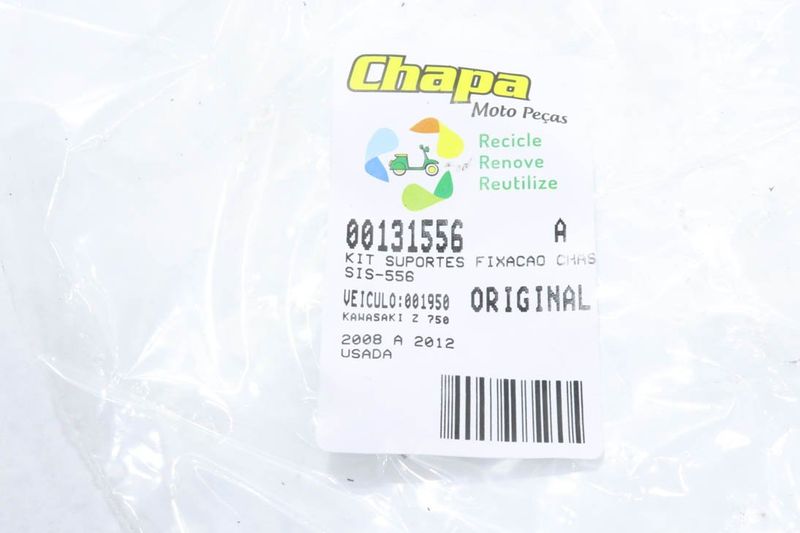 Chapa
Moto Peças
Recicle
Renove
Reutilize
00131556 A
KIT SUPORTES FIXACAO CHAS
SIS-556
VEICULO:001950 ORIGINAL
KAWASAKI Z 750
2008 A 2012
USADA